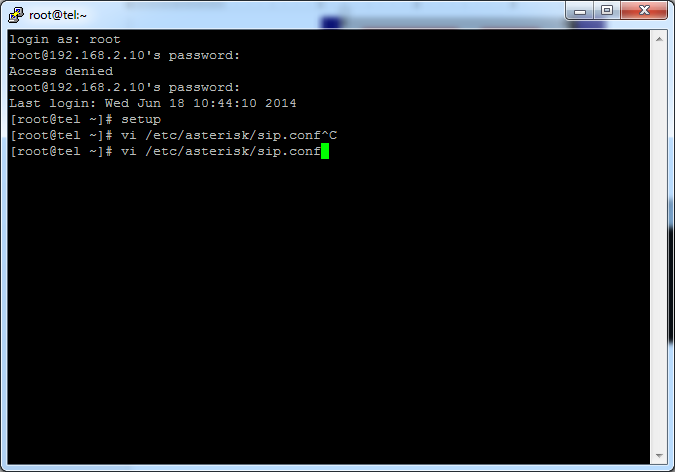 root@tel:~
login as: root
root@192.168.2.10's password:
Access denied
root@192.168.2.10's password:
Last login: Wed Jun 18 10:44:10 2014
[root@tel ~]# setup
[root@tel ~]# vi /etc/asterisk/sip.conf^C
[root@tel ~]# vi /etc/asterisk/sip.conf